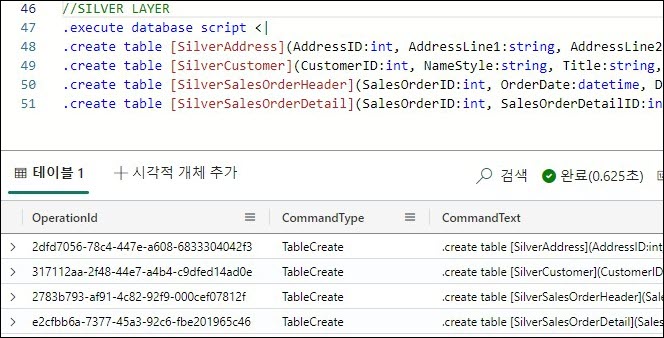 46 //SILVER LAYER
47 .execute database script <|
48 .create table [SilverAddress](AddressID:int, AddressLine1:string, AddressLine2
49 .create table [SilverCustomer](CustomerID:int, NameStyle:string, Title:string,
50 .create table [SilverSalesOrderHeader](SalesOrderID:int, OrderDate:datetime, D
51 .create table [SilverSalesOrderDetail](SalesOrderID:int, SalesOrderDetailID:in
테이블 1 + 시각적 개체 추가 검색 완료(0.625초)
OperationId CommandType CommandText
2dfd7056-78c4-447e-a608-6833304042f3 TableCreate .create table [SilverAddress](AddressID:int
317112aa-2f48-44e7-a4b4-c9dfed14ad0e TableCreate .create table [SilverCustomer](CustomerID
2783b793-af91-4c82-92f9-000cef07812f TableCreate .create table [SilverSalesOrderHeader](Sale
e2cfbb6a-7377-45a3-92c6-fbe201965c46 TableCreate .create table [SilverSalesOrderDetail](Sales